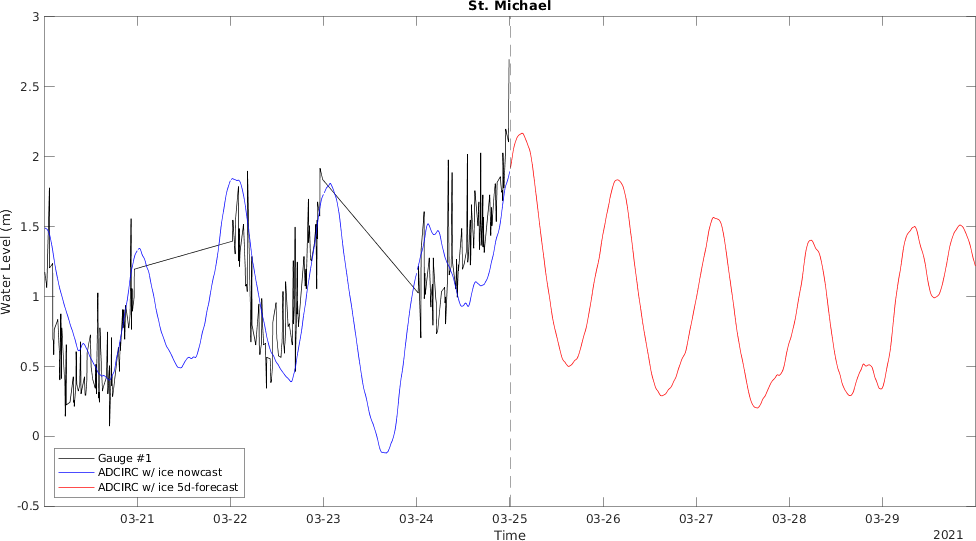 St. Michael
3
2.5
2
1.5
1
0.5
0
-0.5
Water Level (m)
Gauge #1
ADCIRC w/ ice nowcast
ADCIRC w/ ice 5d-forecast
03-21 03-22 03-23 03-24 03-25 03-26 03-27 03-28 03-29
Time
2021